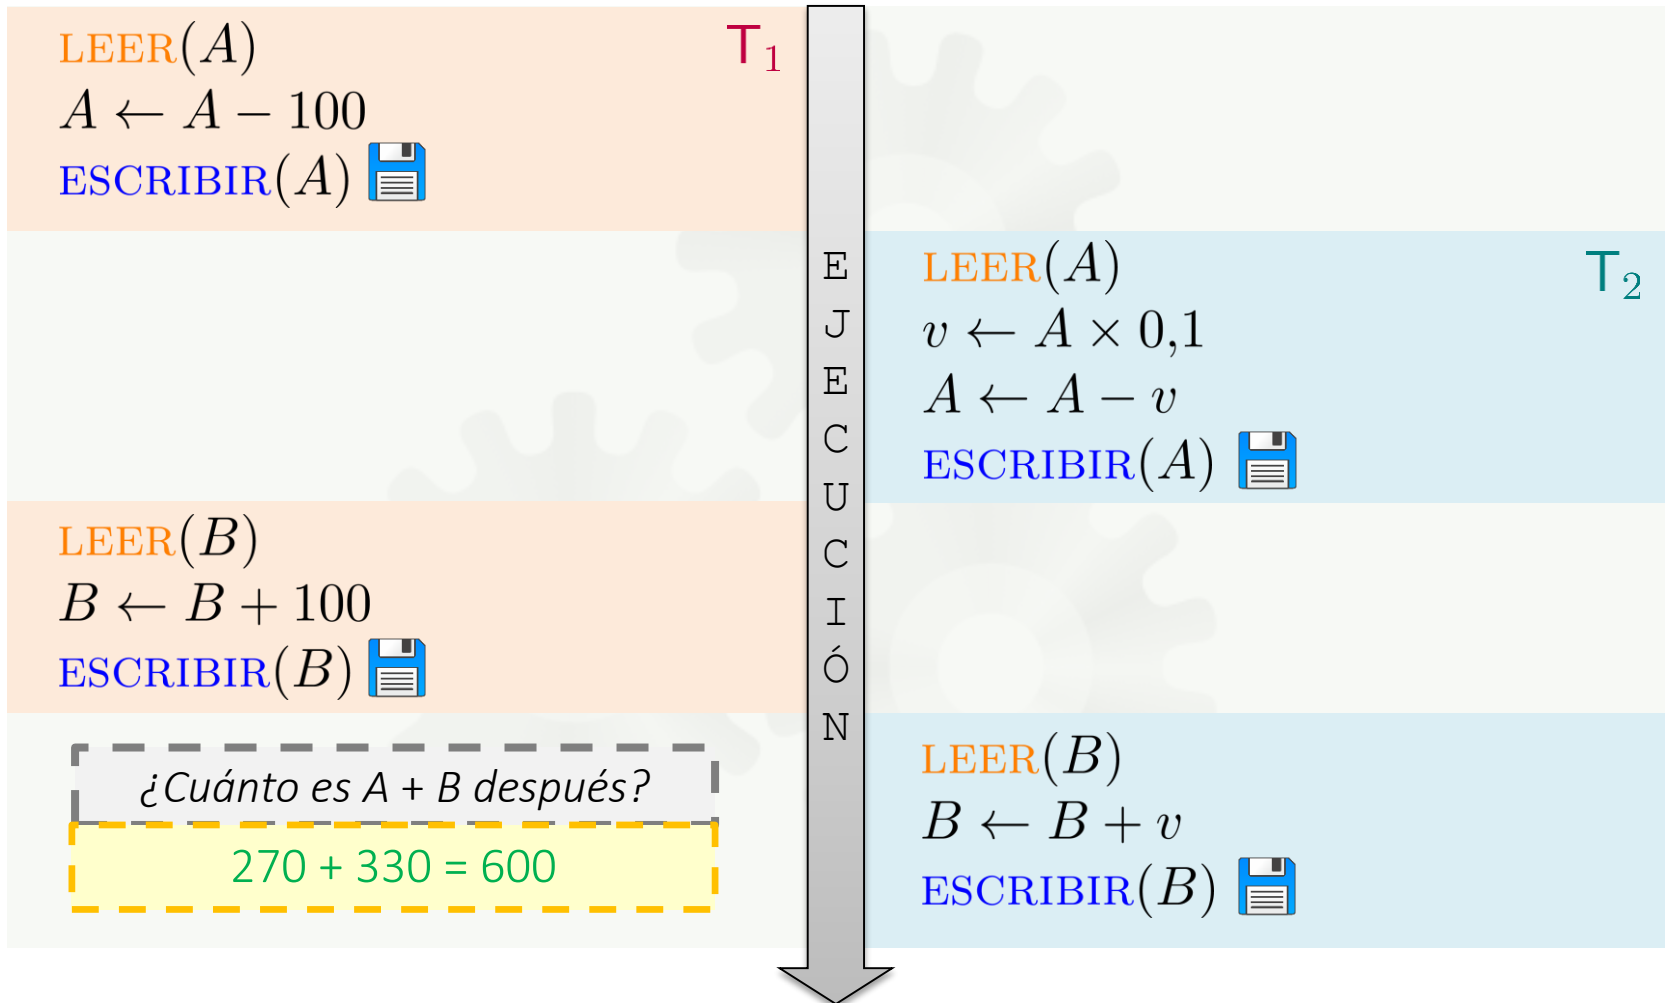 LEER(A)
T₁
A ← A − 100
ESCRIBIR(A)
EJECUCIÓN
LEER(A)
T₂
v ← A × 0,1
A ← A − v
ESCRIBIR(A)
LEER(B)
B ← B + 100
ESCRIBIR(B)
LEER(B)
B ← B + v
ESCRIBIR(B)
¿Cuánto es A + B después?
270 + 330 = 600